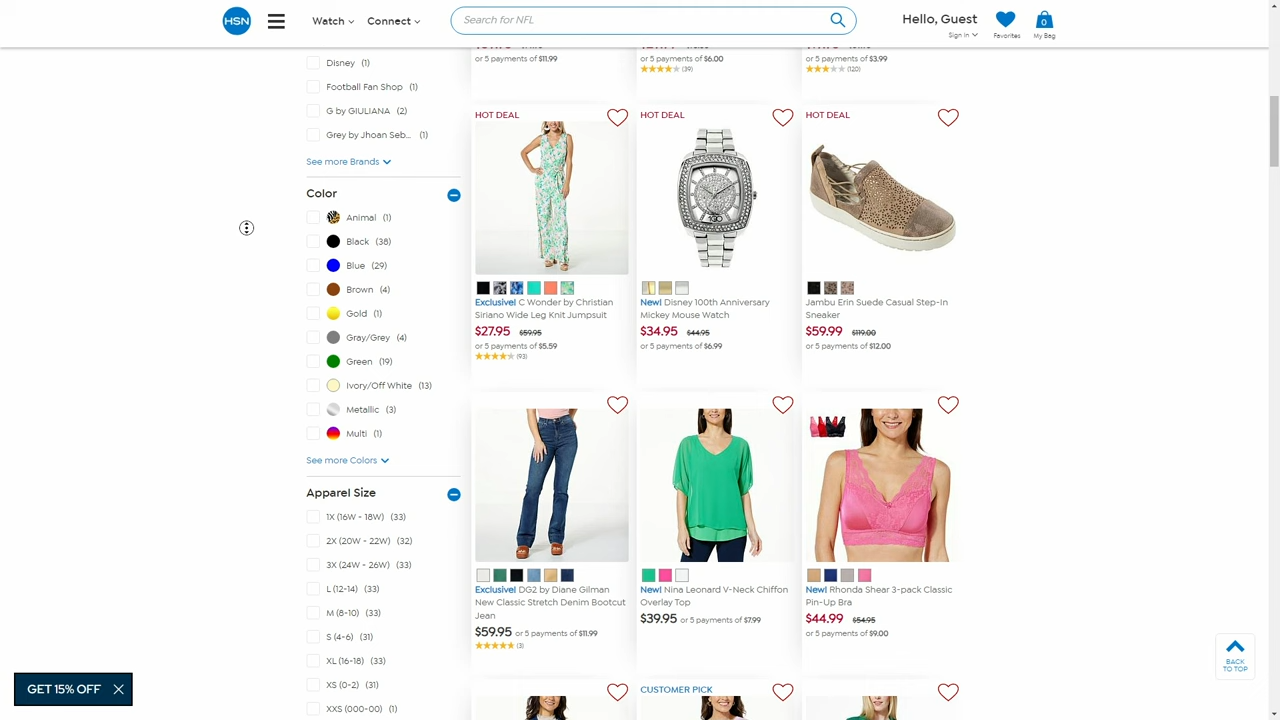 HSN
Watch
Connect
Search for NFL
Hello, Guest
Sign In
Favorites
0
My Bag
Disney (1)
Football Fan Shop (1)
G by GIULIANA (2)
Grey by Jhoan Seb... (1)
See more Brands
Color
Animal (1)
Black (38)
Blue (29)
Brown (4)
Gold (1)
Gray/Grey (4)
Green (19)
Ivory/Off White (13)
Metallic (3)
Multi (1)
See more Colors
Apparel Size
1X (16W - 18W) (33)
2X (20W - 22W) (32)
3X (24W - 26W) (33)
L (12-14) (33)
M (8-10) (33)
S (4-6) (31)
XL (16-18) (33)
XS (0-2) (31)
XXS (000-00) (1)
or 5 payments of $11.99
or 5 payments of $6.00
(39)
or 5 payments of $3.99
(120)
HOT DEAL
Exclusive! C Wonder by Christian
Siriano Wide Leg Knit Jumpsuit
$27.95 $59.95
or 5 payments of $5.59
(93)
HOT DEAL
New! Disney 100th Anniversary
Mickey Mouse Watch
$34.95 $44.95
or 5 payments of $6.99
HOT DEAL
Jambu Erin Suede Casual Step-In
Sneaker
$59.99 $119.00
or 5 payments of $12.00
Exclusive! DG2 by Diane Gilman
New Classic Stretch Denim Bootcut
Jean
$59.95 or 5 payments of $11.99
(3)
New! Nina Leonard V-Neck Chiffon
Overlay Top
$39.95 or 5 payments of $7.99
New! Rhonda Shear 3-pack Classic
Pin-Up Bra
$44.99 $54.95
or 5 payments of $9.00
CUSTOMER PICK
GET 15% OFF
BACK
TO TOP